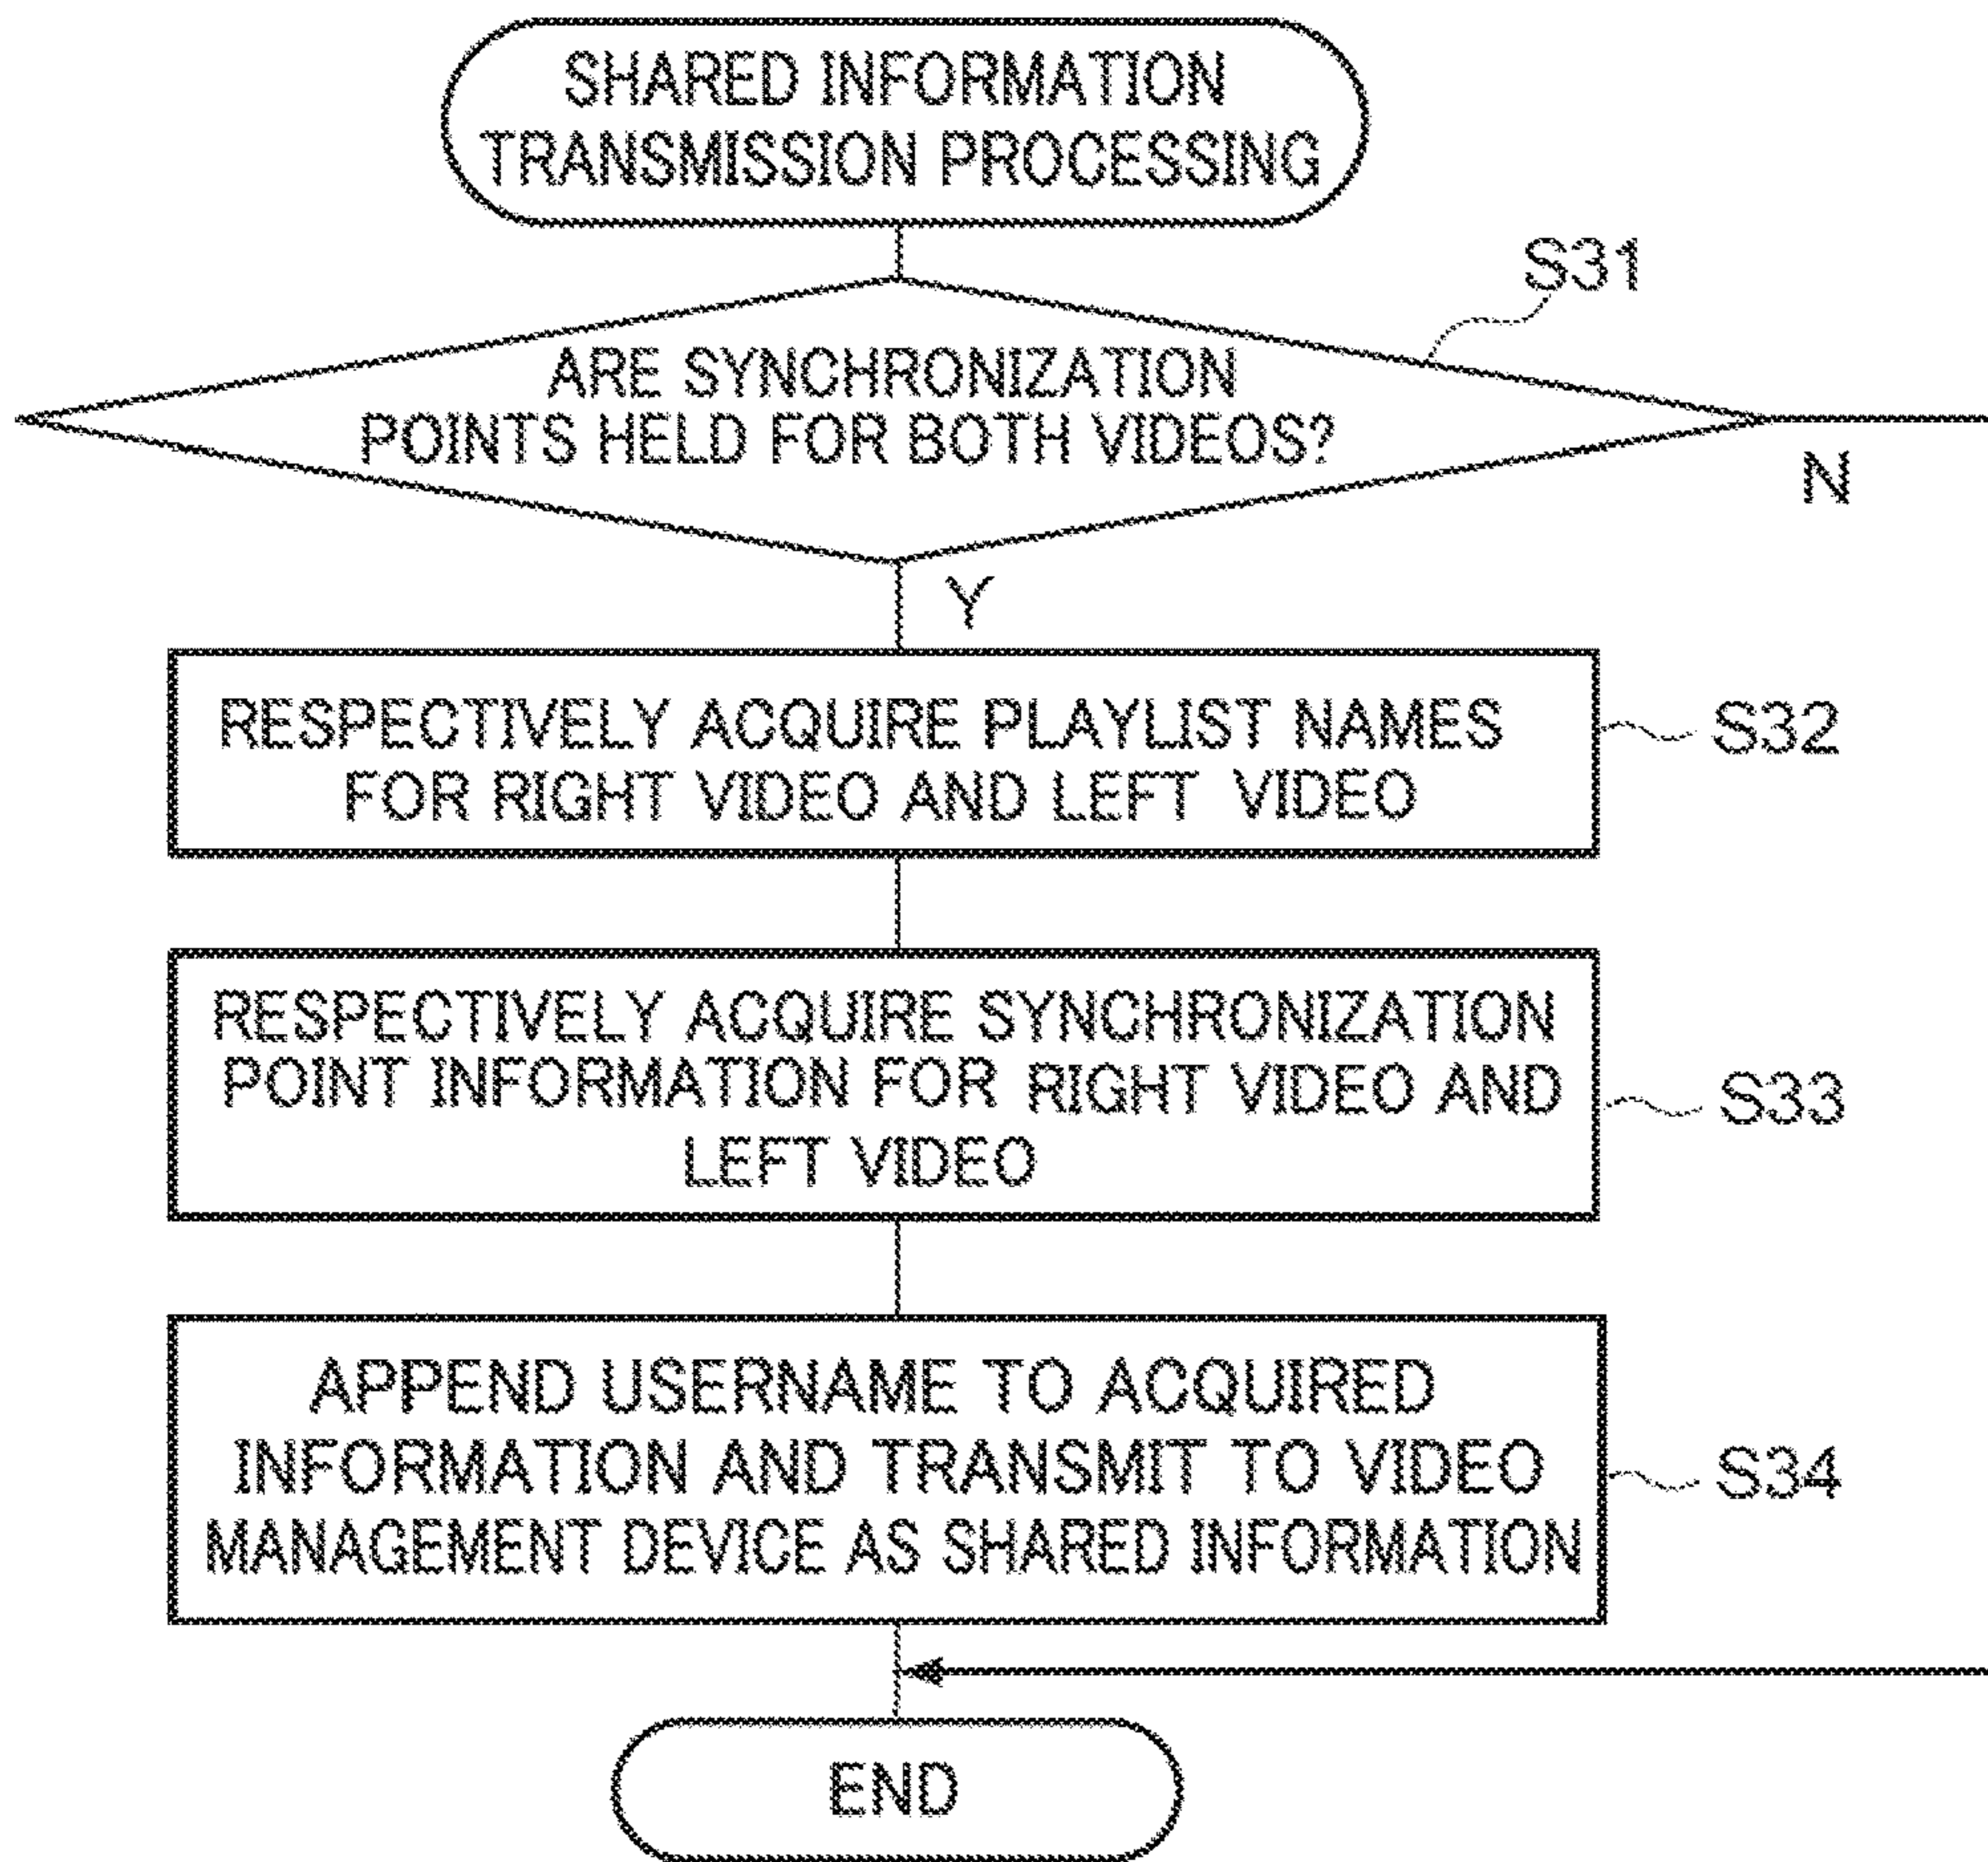 SHARED INFORMATION
TRANSMISSION PROCESSING
S31
ARE SYNCHRONIZATION
POINTS HELD FOR BOTH VIDEOS?
N
Y
RESPECTIVELY ACQUIRE PLAYLIST NAMES
FOR RIGHT VIDEO AND LEFT VIDEO
S32
RESPECTIVELY ACQUIRE SYNCHRONIZATION
POINT INFORMATION FOR RIGHT VIDEO AND
LEFT VIDEO
S33
APPEND USERNAME TO ACQUIRED
INFORMATION AND TRANSMIT TO VIDEO
MANAGEMENT DEVICE AS SHARED INFORMATION
S34
END